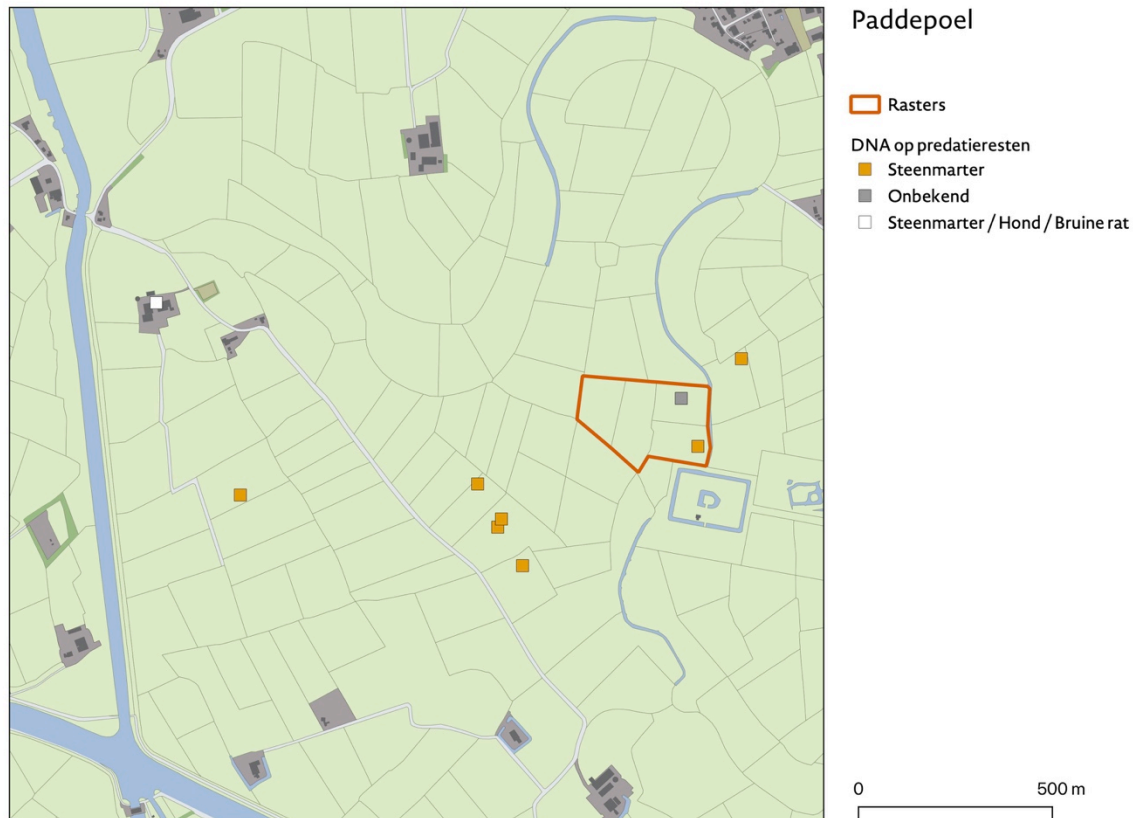 Paddepoel
Rasters
DNA op predatieresten
Steenmarter
Onbekend
Steenmarter / Hond / Bruine rat
0 500 m